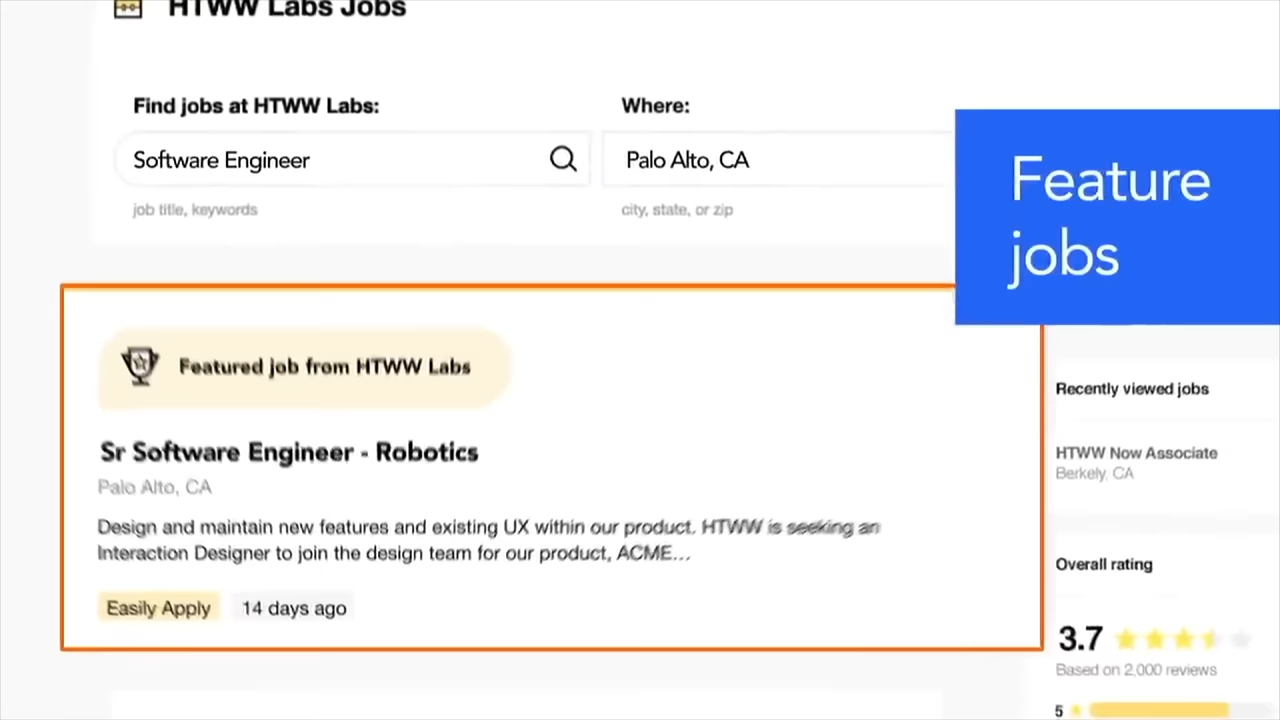 HTWW Labs Jobs
Find jobs at HTWW Labs:
Where:
Software Engineer
Palo Alto, CA
job title, keywords
city, state, or zip
Feature
jobs
Featured job from HTWW Labs
Sr Software Engineer - Robotics
Palo Alto, CA
Design and maintain new features and existing UX within our product. HTWW is seeking an
Interaction Designer to join the design team for our product, ACME...
Easily Apply
14 days ago
Recently viewed jobs
HTWW Now Associate
Berkely, CA
Overall rating
3.7
Based on 2,000 reviews
5